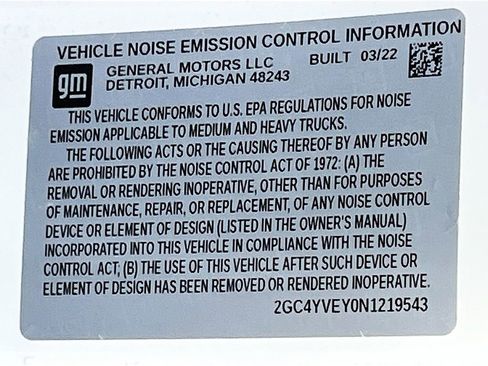 VEHICLE NOISE EMISSION CONTROL INFORMATION
gm
GENERAL MOTORS LLC BUILT 03/22
DETROIT, MICHIGAN 48243
THIS VEHICLE CONFORMS TO U.S. EPA REGULATIONS FOR NOISE
EMISSION APPLICABLE TO MEDIUM AND HEAVY TRUCKS.
THE FOLLOWING ACTS OR THE CAUSING THEREOF BY ANY PERSON
ARE PROHIBITED BY THE NOISE CONTROL ACT OF 1972: (A) THE
REMOVAL OR RENDERING INOPERATIVE, OTHER THAN FOR PURPOSES
OF MAINTENANCE, REPAIR, OR REPLACEMENT, OF ANY NOISE CONTROL
DEVICE OR ELEMENT OF DESIGN (LISTED IN THE OWNER'S MANUAL)
INCORPORATED INTO THIS VEHICLE IN COMPLIANCE WITH THE NOISE
CONTROL ACT; (B) THE USE OF THIS VEHICLE AFTER SUCH DEVICE OR
ELEMENT OF DESIGN HAS BEEN REMOVED OR RENDERED INOPERATIVE.
2GC4YVEY0N1219543